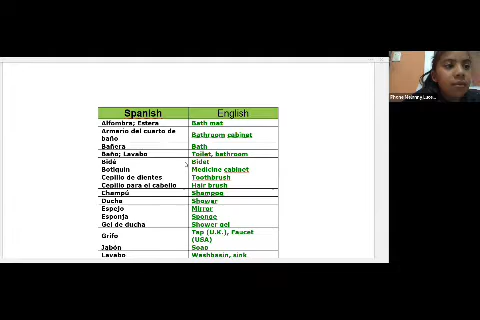 Spanish English
Alfombra; Estera Bath mat
Armario del cuarto de baño Bathroom cabinet
Bañera Bath
Baño; Lavabo Toilet, bathroom
Bidé Bidet
Botiquín Medicine cabinet
Cepillo de dientes Toothbrush
Cepillo para el cabello Hair brush
Champú Shampoo
Ducha Shower
Espejo Mirror
Esponja Sponge
Gel de ducha Shower gel
Grifo Tap (U.K.), Faucet (USA)
Jabón Soap
Lavabo Washbasin, sink